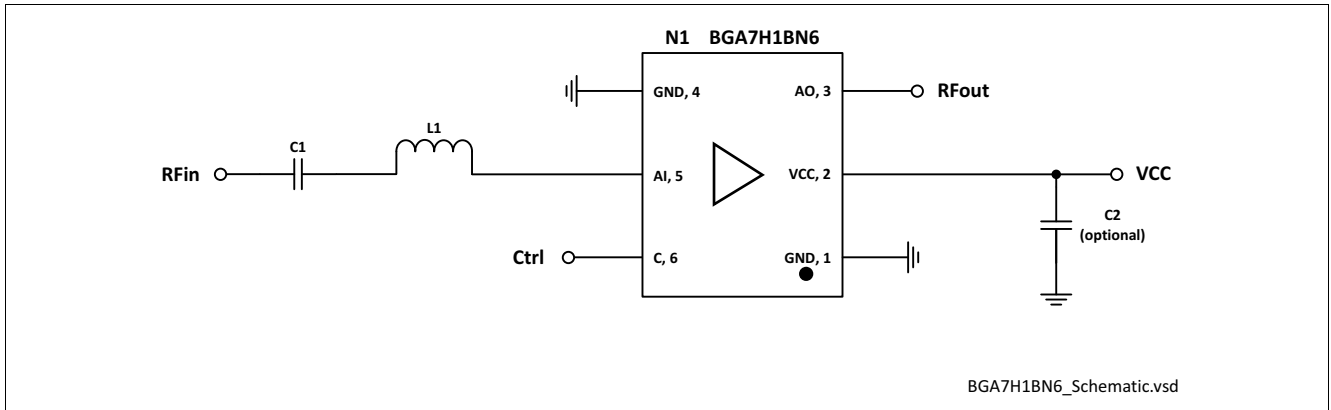 N1 BGA7H1BN6
GND, 4
AO, 3
RFout
C1
L1
RFin
AI, 5
VCC, 2
VCC
C2
(optional)
Ctrl
C, 6
GND, 1
BGA7H1BN6_Schematic.vsd